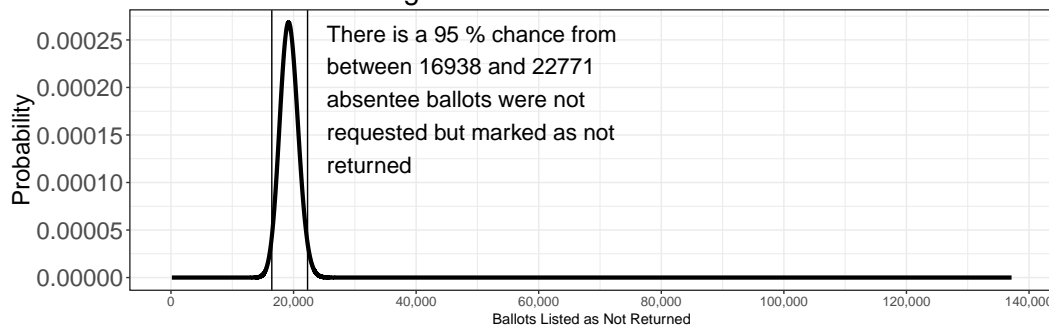 There is a 95 % chance from
between 16938 and 22771
absentee ballots were not
requested but marked as not
returned
Probability
0.00025
0.00020
0.00015
0.00010
0.00005
0.00000
0 20,000 40,000 60,000 80,000 100,000 120,000 140,000
Ballots Listed as Not Returned